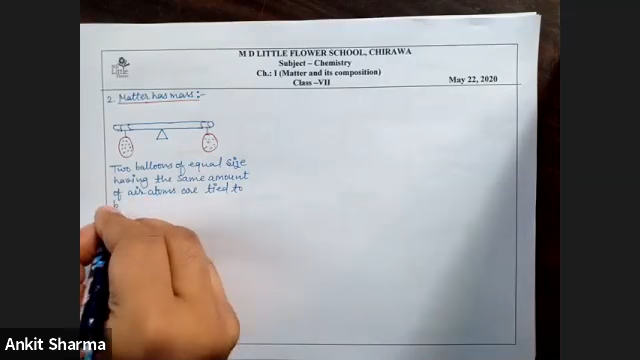 M D LITTLE FLOWER SCHOOL, CHIRAWA
Subject – Chemistry
Ch.: I (Matter and its composition)
Class –VII
May 22, 2020
Little
2. Matter has mass :-
Two balloons of equal size
having the same amount
of air atoms are tied to
b
Ankit Sharma